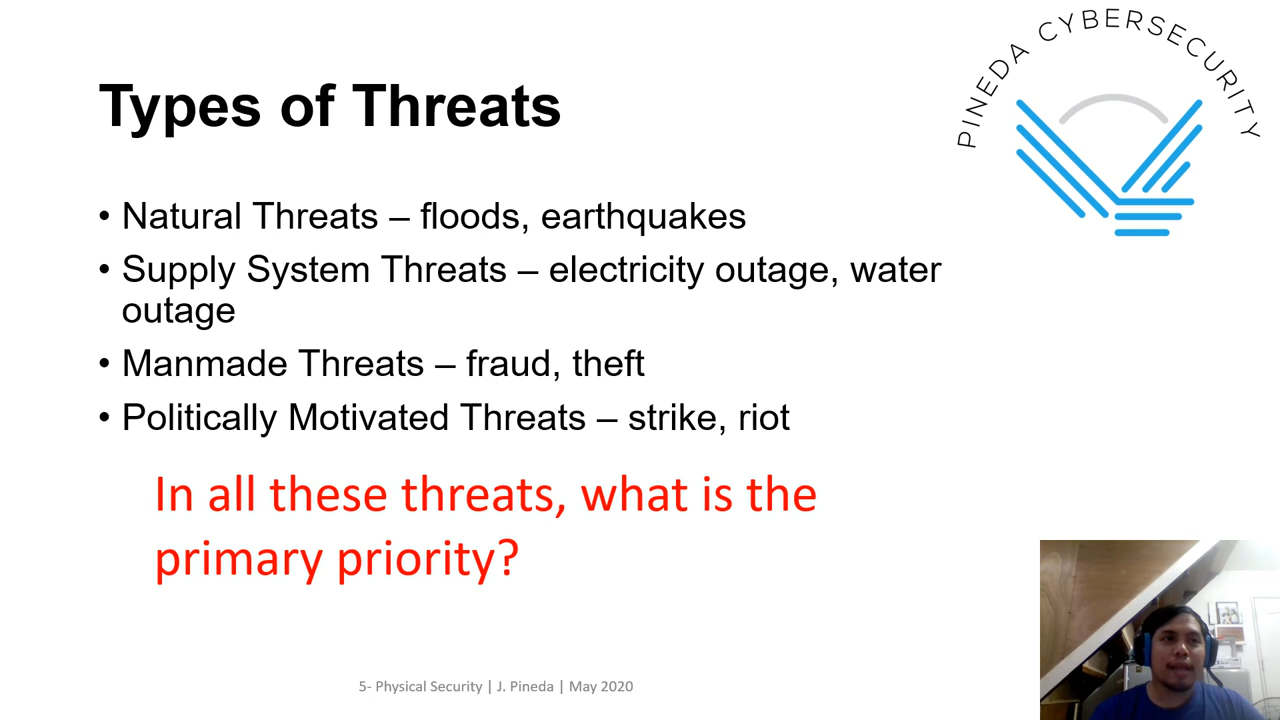 PINEDA CYBERSECURITY
Types of Threats
• Natural Threats – floods, earthquakes
• Supply System Threats – electricity outage, water
outage
• Manmade Threats – fraud, theft
• Politically Motivated Threats – strike, riot
In all these threats, what is the
primary priority?
5- Physical Security | J. Pineda | May 2020